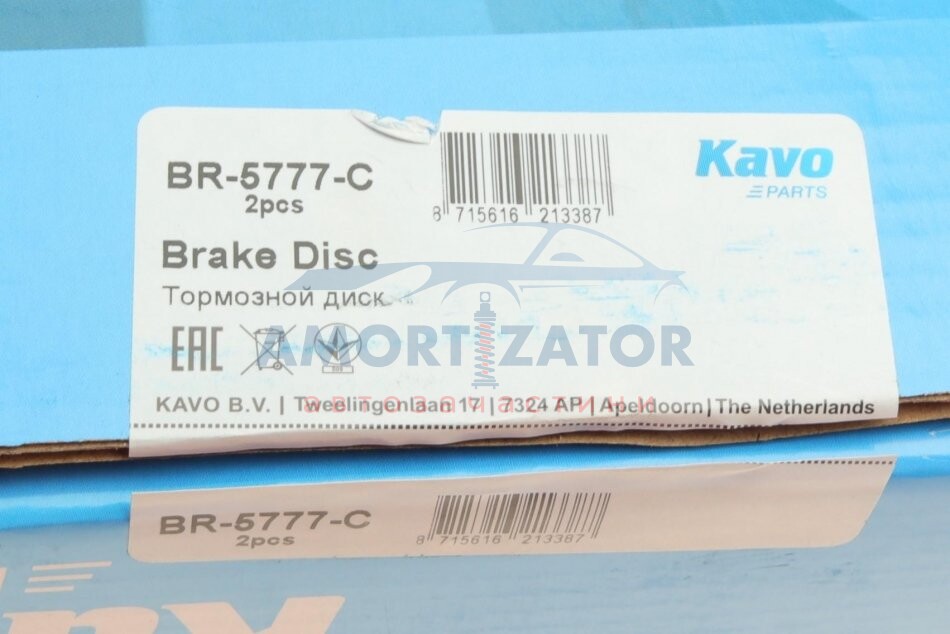 BR-5777-C
2pcs
8 715616 213387
Kavo
PARTS
Brake Disc
Тормозной диск
EAC
AMORTIZATOR
автозапчастини
KAVO B.V. | Tweelingenlaan 17 | 7324 AP | Apeldoorn | The Netherlands
BR-5777-C
2pcs
8 715616 213387